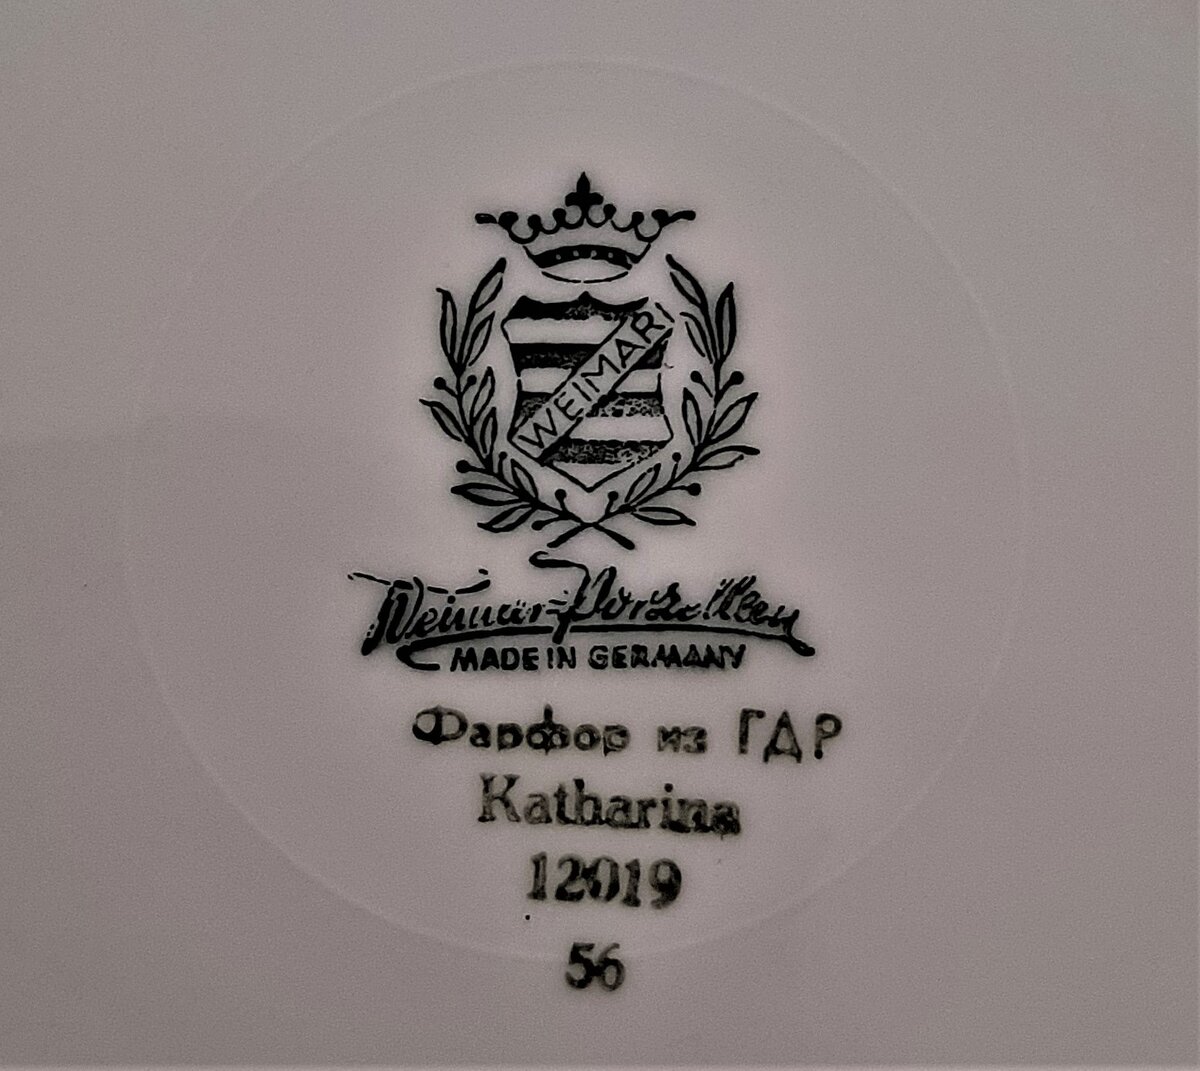 WEIMAR
Weimar-Porzellan
MADE IN GERMANY
Фарфор из ГДР
Katharina
12019
56